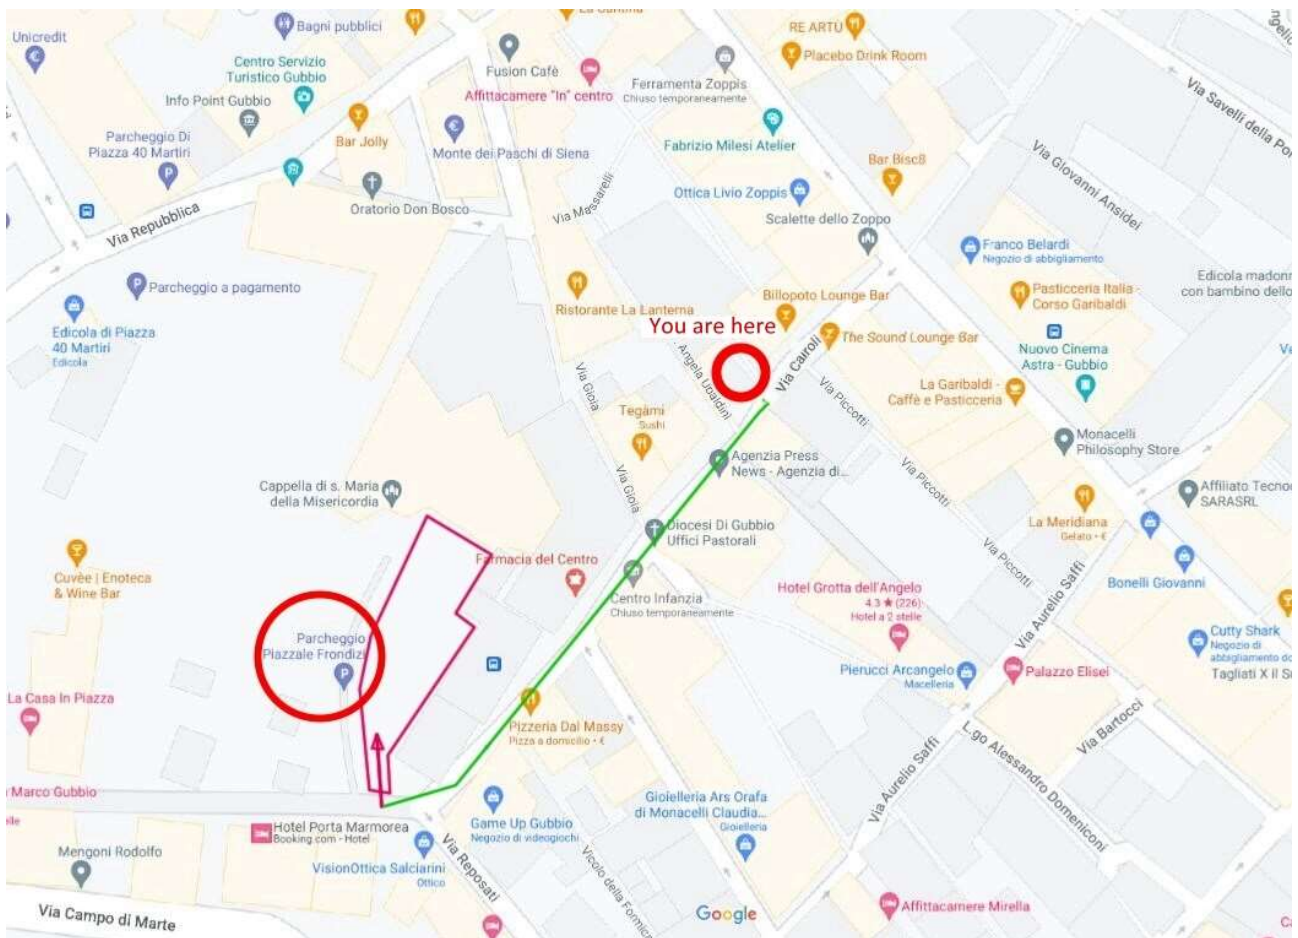 La Cantina
RE ARTÙ
Bagni pubblici
Unicredit
Placebo Drink Room
Centro Servizio
Turistico Gubbio
Fusion Cafè
Ferramenta Zoppis
Chiuso temporaneamente
Affittacamere "In" centro
Info Point Gubbio
Via Savelli della Por
Parcheggio Di
Piazza 40 Martiri
Bar Jolly
Monte dei Paschi di Siena
Fabrizio Milesi Atelier
Bar Bisc8
Via Giovanni Ansidei
Ottica Livio Zoppis
Via Massarelli
Oratorio Don Bosco
Via Repubblica
Scalette dello Zoppo
Franco Belardi
Negozio di abbigliamento
Edicola madonn
con bambino dello
Parcheggio a pagamento
Pasticceria Italia -
Corso Garibaldi
Billopoto Lounge Bar
Ristorante La Lanterna
You are here
Edicola di Piazza
40 Martiri
Edicola
The Sound Lounge Bar
Via Cairoli
Nuovo Cinema
Astra - Gubbio
Ve
Angela Ubaldini
Via Gioia
La Garibaldi -
Caffè e Pasticceria
Via Piccotti
Tegami
Sushi
Monacelli
Philosophy Store
Agenzia Press
News - Agenzia di...
Via Piccotti
Via Gioia
Cappella di s. Maria
della Misericordia
Affiliato Tecnoc
SARASRL
La Meridiana
Gelato • €
Diocesi Di Gubbio
Uffici Pastorali
Via Piccotti
Farmacia del Centro
Cuvèe | Enoteca
& Wine Bar
Centro Infanzia
Chiuso temporaneamente
Hotel Grotta dell'Angelo
4.3 ★ (226)
Hotel a 2 stelle
Bonelli Giovanni
Via Aurelio Saffi
Parcheggio
Piazzale Frondizi
Cutty Shark
Negozio di
abbigliamento do
Tagliati X il Su
Pierucci Arcangelo
Macelleria
Palazzo Elisei
La Casa In Piazza
Pizzeria Dal Massy
Pizza a domicilio • €
Via Bartocci
L.go Alessandro Domeniconi
Via Aurelio Saffi
Marco Gubbio
Gioielleria Ars Orafa
di Monacelli Claudia...
Gioielleria
Game Up Gubbio
Negozio di videogiochi
Hotel Porta Marmorea
Booking.com - Hotel
elle
Mengoni Rodolfo
VisionOttica Salciarini
Ottico
Via Reposati
Vicolo della Formica
Via Campo di Marte
Google
Affittacamere Mirella
Ca